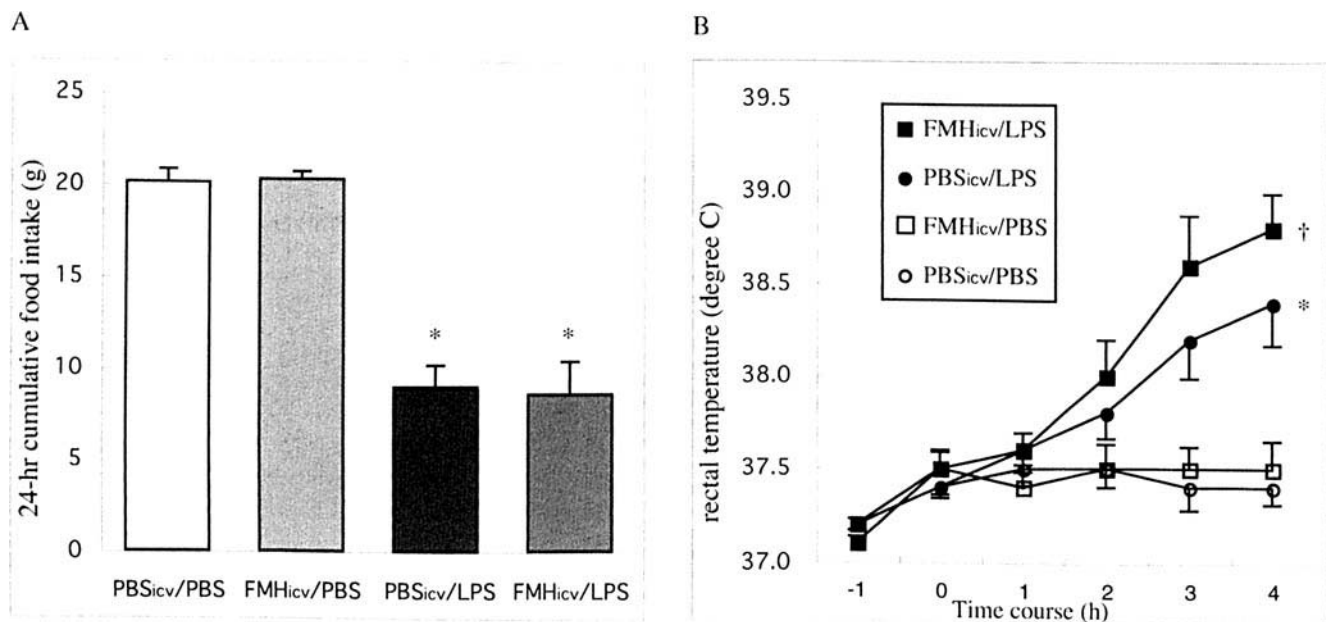 A
25
20
15
10
5
0
24-hr cumulative food intake (g)
* *
PBSicv/PBS FMHicv/PBS PBSicv/LPS FMHicv/LPS
B
39.5
39.0
38.5
38.0
37.5
37.0
rectal temperature (degree C)
FMHicv/LPS
PBSicv/LPS
FMHicv/PBS
PBSicv/PBS
†
*
-1 0 1 2 3 4
Time course (h)